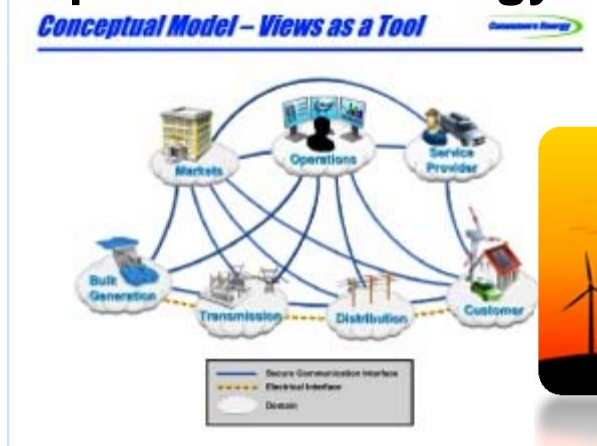 Conceptual Model – Views as a Tool
Consumers Energy
Markets
Operations
Service
Provider
Bulk
Generation
Transmission
Distribution
Customer
Secure Communication Interface
Electrical Interface
Domain